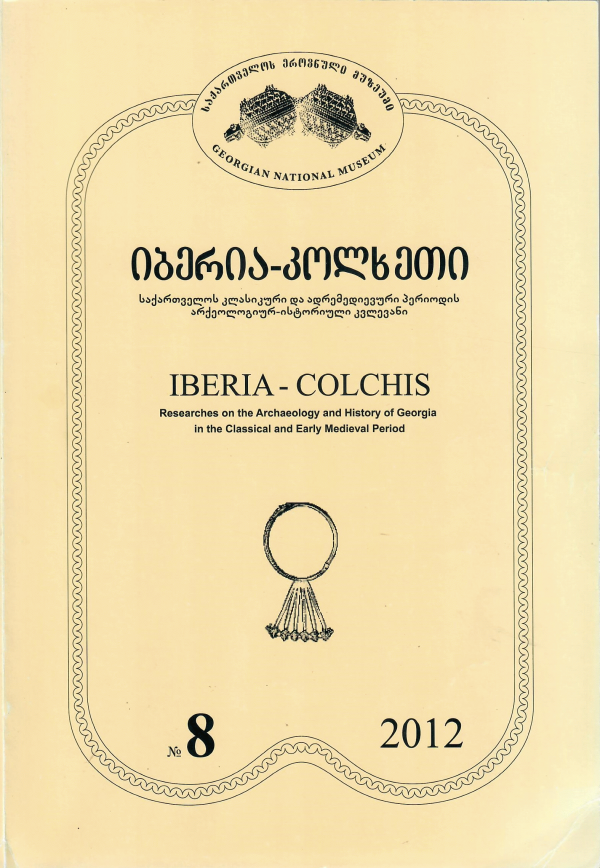 საქართველოს ეროვნული მუზეუმი
GEORGIAN NATIONAL MUSEUM
იბერია-კოლხეთი
საქართველოს კლასიკური და ადრემედიევური პერიოდის
არქეოლოგიურ-ისტორიული კვლევანი
IBERIA - COLCHIS
Researches on the Archaeology and History of Georgia
in the Classical and Early Medieval Period
№ 8
2012